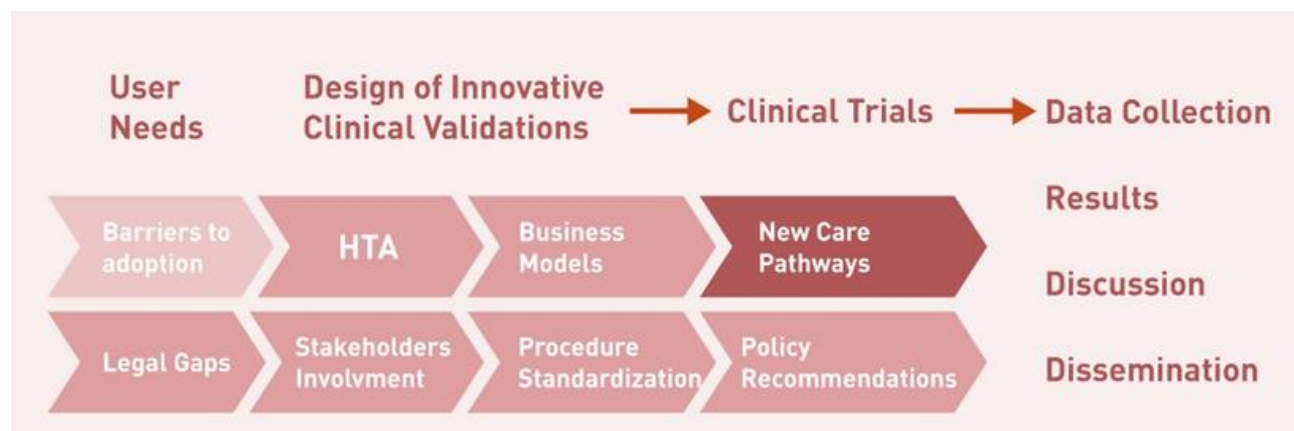 User
Needs
Design of Innovative
Clinical Validations
Clinical Trials
Data Collection
Results
Discussion
Dissemination
Barriers to
adoption
HTA
Business
Models
New Care
Pathways
Legal Gaps
Stakeholders
Involvment
Procedure
Standardization
Policy
Recommendations